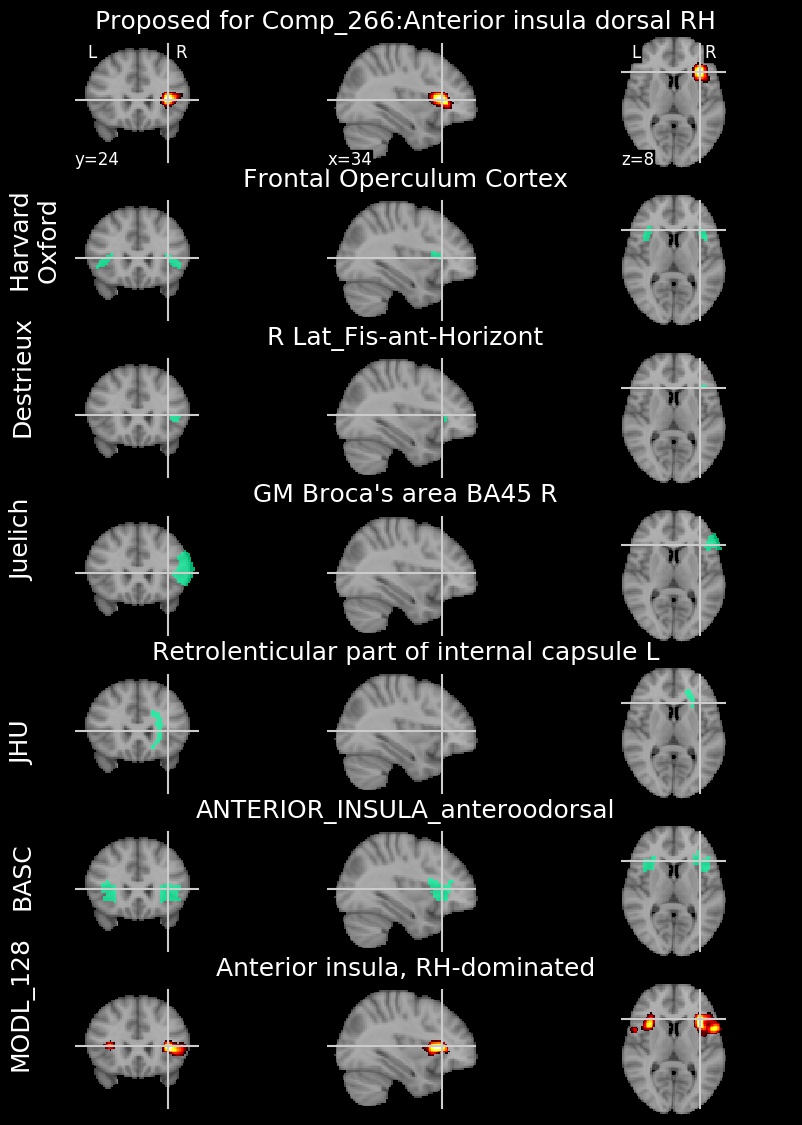 Proposed for Comp_266:Anterior insula dorsal RH
L R
L R
y=24
x=34
z=8
Frontal Operculum Cortex
Harvard
Oxford
R Lat_Fis-ant-Horizont
Destrieux
GM Broca's area BA45 R
Juelich
Retrolenticular part of internal capsule L
JHU
ANTERIOR_INSULA_anteroodorsal
BASC
Anterior insula, RH-dominated
MODL_128